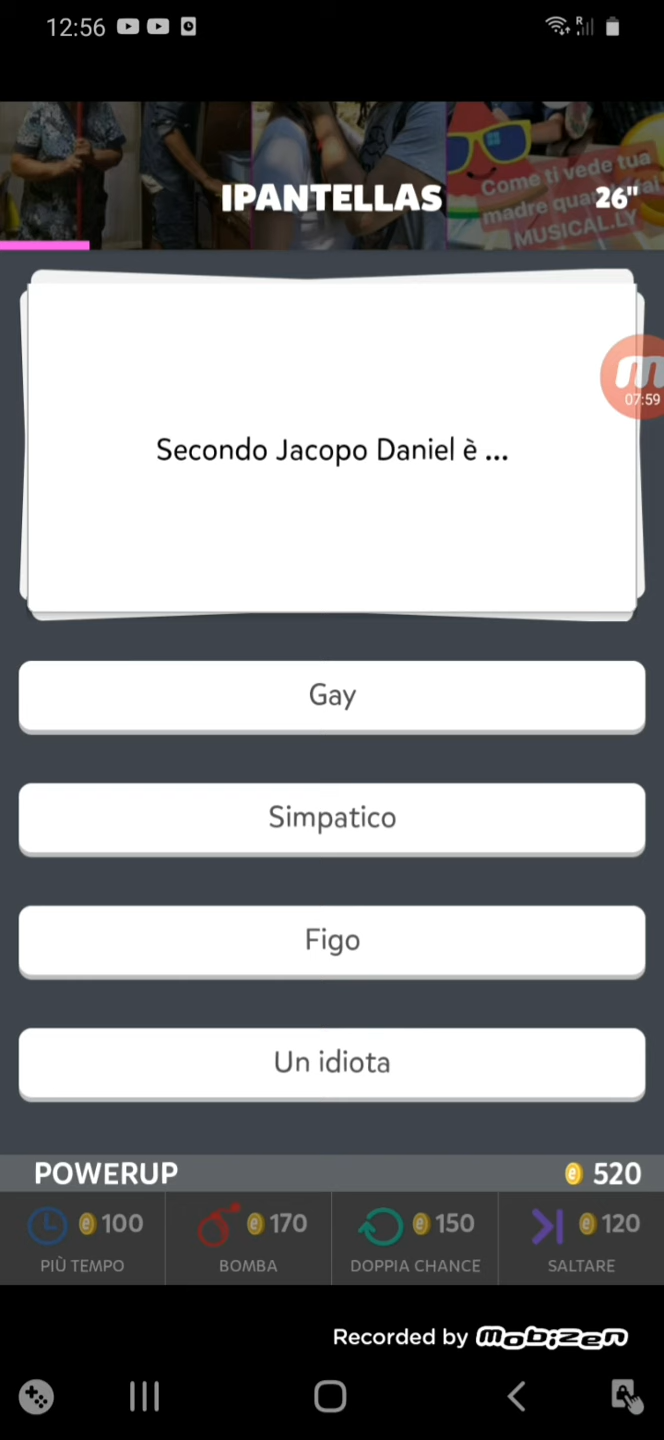 12:56
R
Come ti vede tua
IPANTELLAS
26"
madre qua
MUSICAL.LY
07:59
Secondo Jacopo Daniel è ...
Gay
Simpatico
Figo
Un idiota
POWERUP
520
100
170
150
120
PIÙ TEMPO
BOMBA
DOPPIA CHANCE
SALTARE
Recorded by mobizen